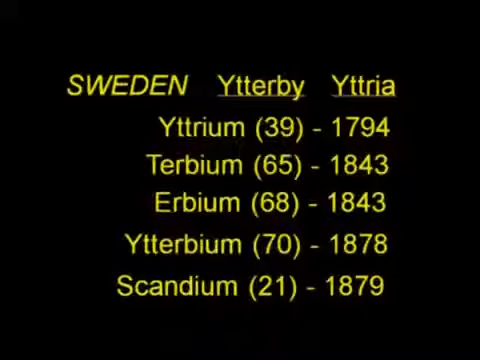 SWEDEN Ytterby Yttria
Yttrium (39) - 1794
Terbium (65) - 1843
Erbium (68) - 1843
Ytterbium (70) - 1878
Scandium (21) - 1879